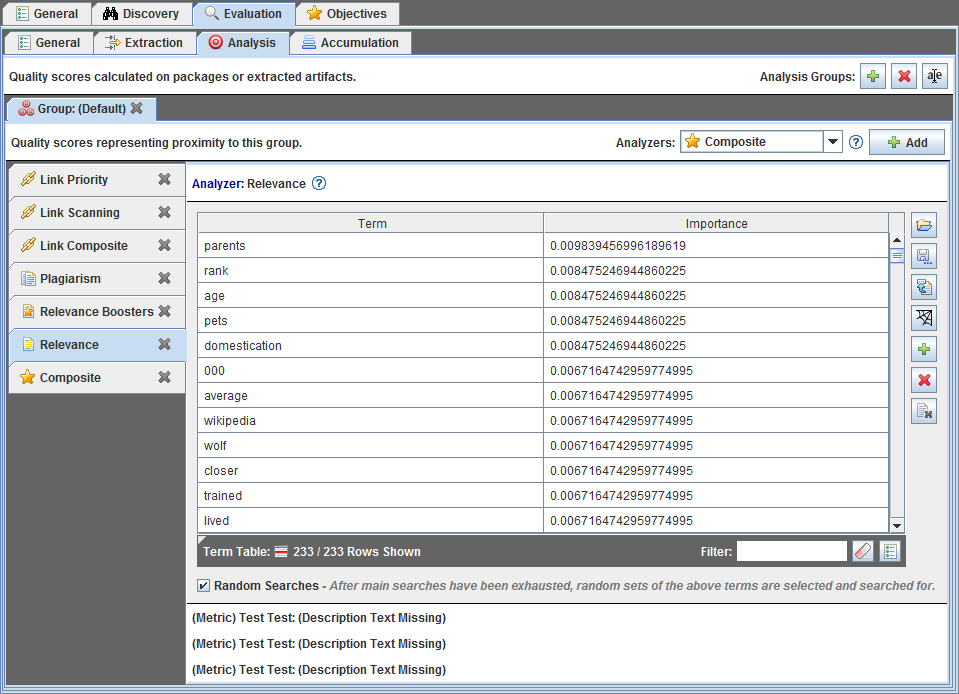 General Discovery Evaluation Objectives
General Extraction Analysis Accumulation
Quality scores calculated on packages or extracted artifacts. Analysis Groups: a|e
Group: (Default)
Quality scores representing proximity to this group. Analyzers: Composite ? Add
Link Priority
Link Scanning
Link Composite
Plagiarism
Relevance Boosters
Relevance
Composite
Analyzer: Relevance ?
Term Importance
parents 0.009839456996189619
rank 0.008475246944860225
age 0.008475246944860225
pets 0.008475246944860225
domestication 0.008475246944860225
000 0.0067164742959774995
average 0.0067164742959774995
wikipedia 0.0067164742959774995
wolf 0.0067164742959774995
closer 0.0067164742959774995
trained 0.0067164742959774995
lived 0.0067164742959774995
Term Table: 233 / 233 Rows Shown Filter:
Random Searches - After main searches have been exhausted, random sets of the above terms are selected and searched for.
(Metric) Test Test: (Description Text Missing)
(Metric) Test Test: (Description Text Missing)
(Metric) Test Test: (Description Text Missing)